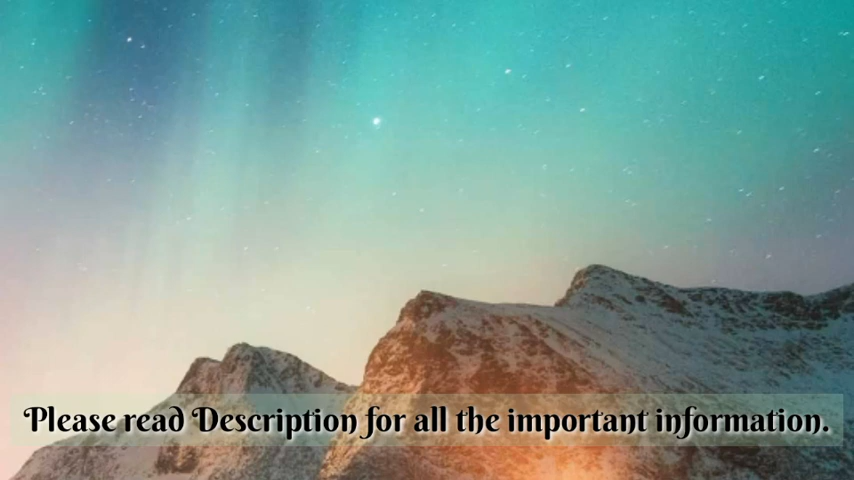 Please read Description for all the important information.